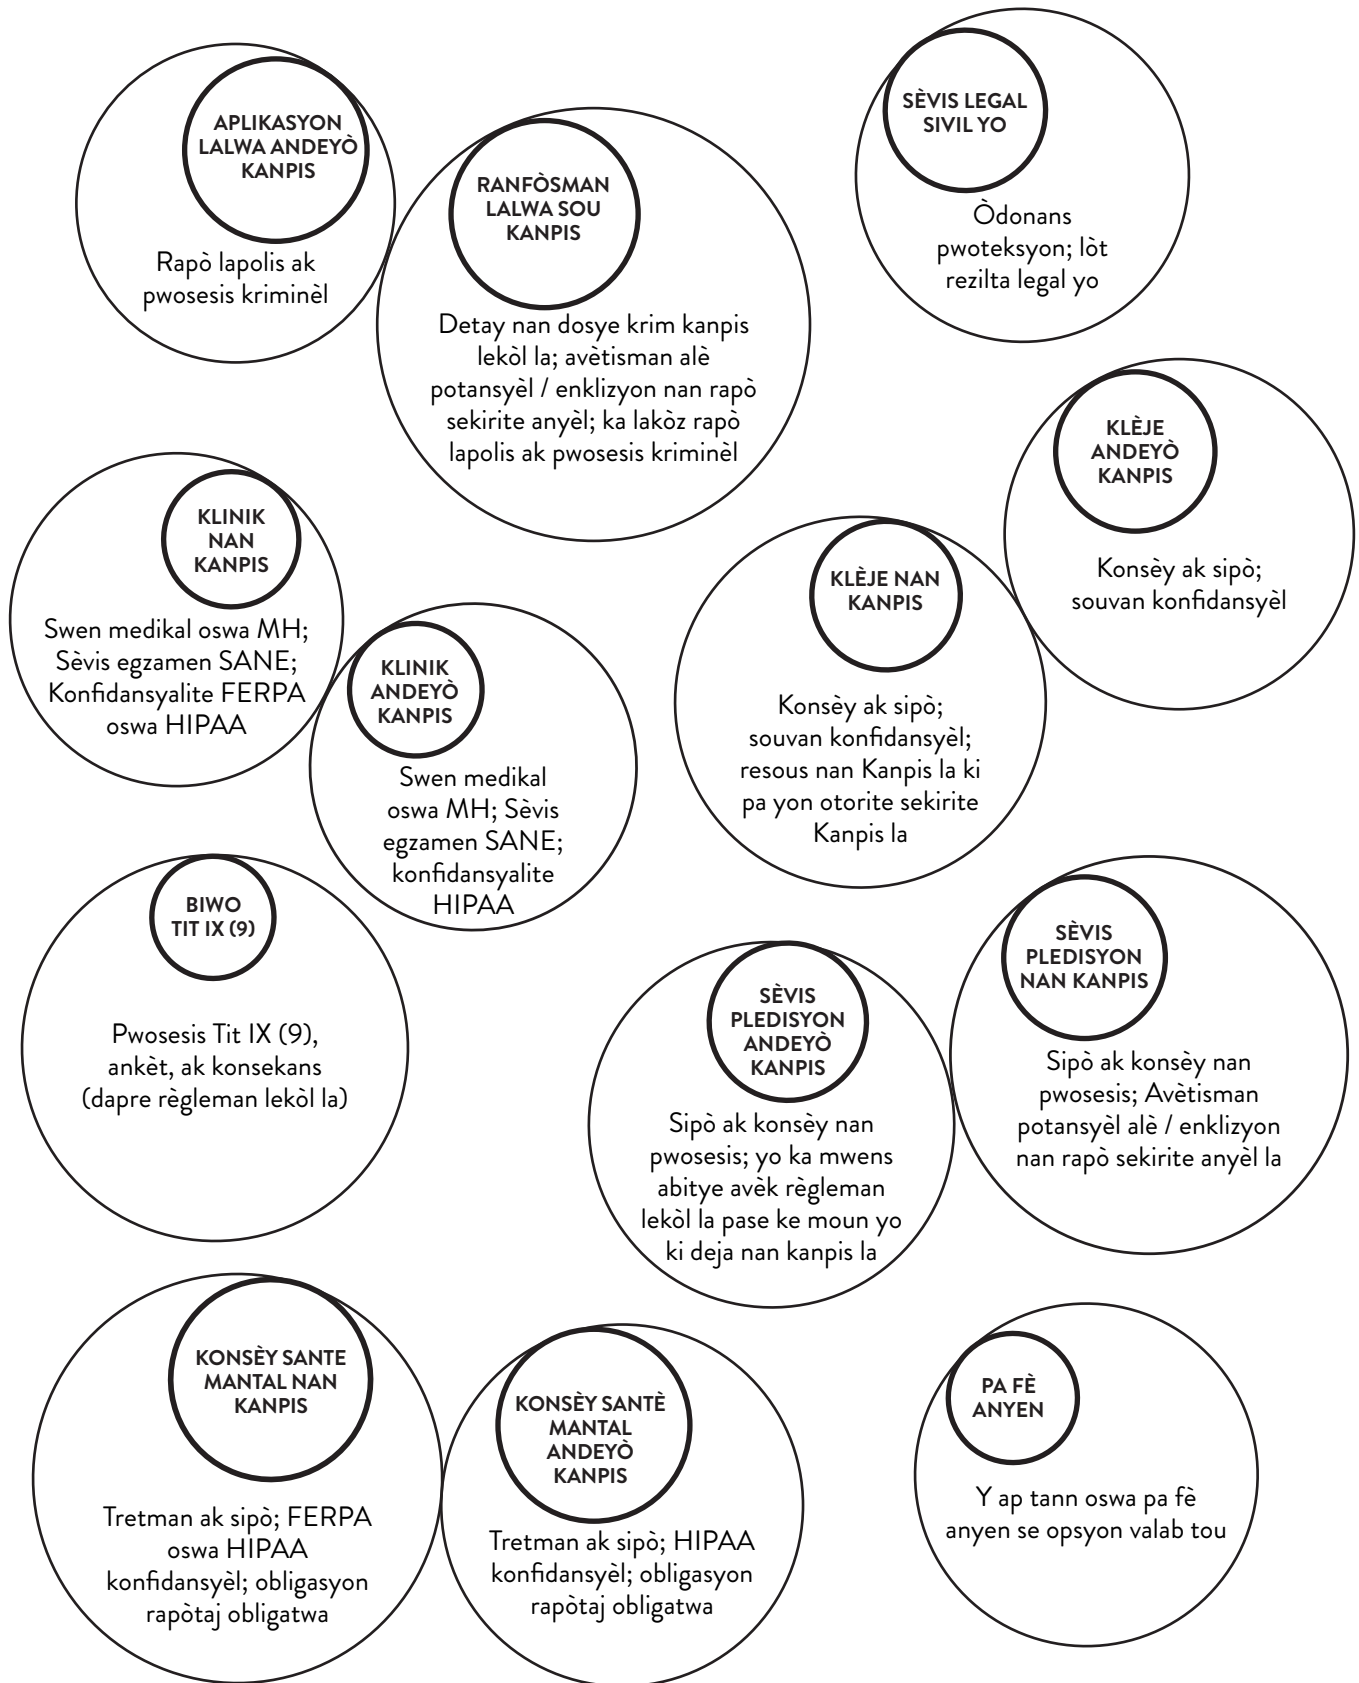 APLIKASYON
LALWA ANDEYÒ
KANPIS
Rapò lapolis ak
pwosesis kriminèl
RANFÒSMAN
LALWA SOU
KANPIS
Detay nan dosye krim kanpis
lekòl la; avètisman alè
potansyèl / enklizyon nan rapò
sekirite anyèl; ka lakòz rapò
lapolis ak pwosesis kriminèl
SÈVIS LEGAL
SIVIL YO
Òdonans
pwoteksyon; lòt
rezilta legal yo
KLÈJE
ANDEYÒ
KANPIS
Konsèy ak sipò;
souvan konfidansyèl
KLINIK
NAN
KANPIS
Swen medikal oswa MH;
Sèvis egzamen SANE;
Konfidansyalite FERPA
oswa HIPAA
KLINIK
ANDEYÒ
KANPIS
Swen medikal
oswa MH; Sèvis
egzamen SANE;
konfidansyalite
HIPAA
KLÈJE NAN
KANPIS
Konsèy ak sipò;
souvan konfidansyèl;
resous nan Kanpis la ki
pa yon otorite sekirite
Kanpis la
BIWO
TIT IX (9)
Pwosesis Tit IX (9),
ankèt, ak konsekans
(dapre règleman lekòl la)
SÈVIS
PLEDISYON
ANDEYÒ
KANPIS
Sipò ak konsèy nan
pwosesis; yo ka mwens
abitye avèk règleman
lekòl la pase ke moun yo
ki deja nan kanpis la
SÈVIS
PLEDISYON
NAN KANPIS
Sipò ak konsèy nan
pwosesis; Avètisman
potansyèl alè / enklizyon
nan rapò sekirite anyèl la
KONSÈY SANTE
MANTAL NAN
KANPIS
Tretman ak sipò; FERPA
oswa HIPAA
konfidansyèl; obligasyon
rapòtaj obligatwa
KONSÈY SANTÈ
MANTAL
ANDEYÒ
KANPIS
Tretman ak sipò; HIPAA
konfidansyèl; obligasyon
rapòtaj obligatwa
PA FÈ
ANYEN
Y ap tann oswa pa fè
anyen se opsyon valab tou